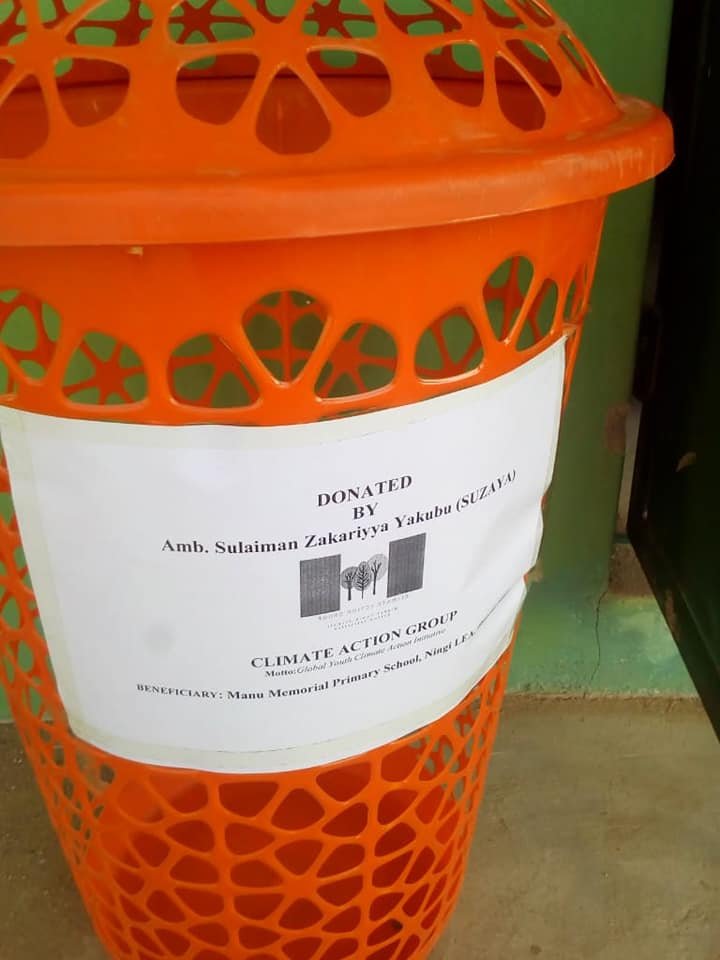 DONATED
BY
Amb. Sulaiman Zakariyya Yakubu (SUZAYA)
CLIMATE ACTION GROUP
Motto: Global Youth Climate Action Initiative
BENEFICIARY: Manu Memorial Primary School, Ningi LEA